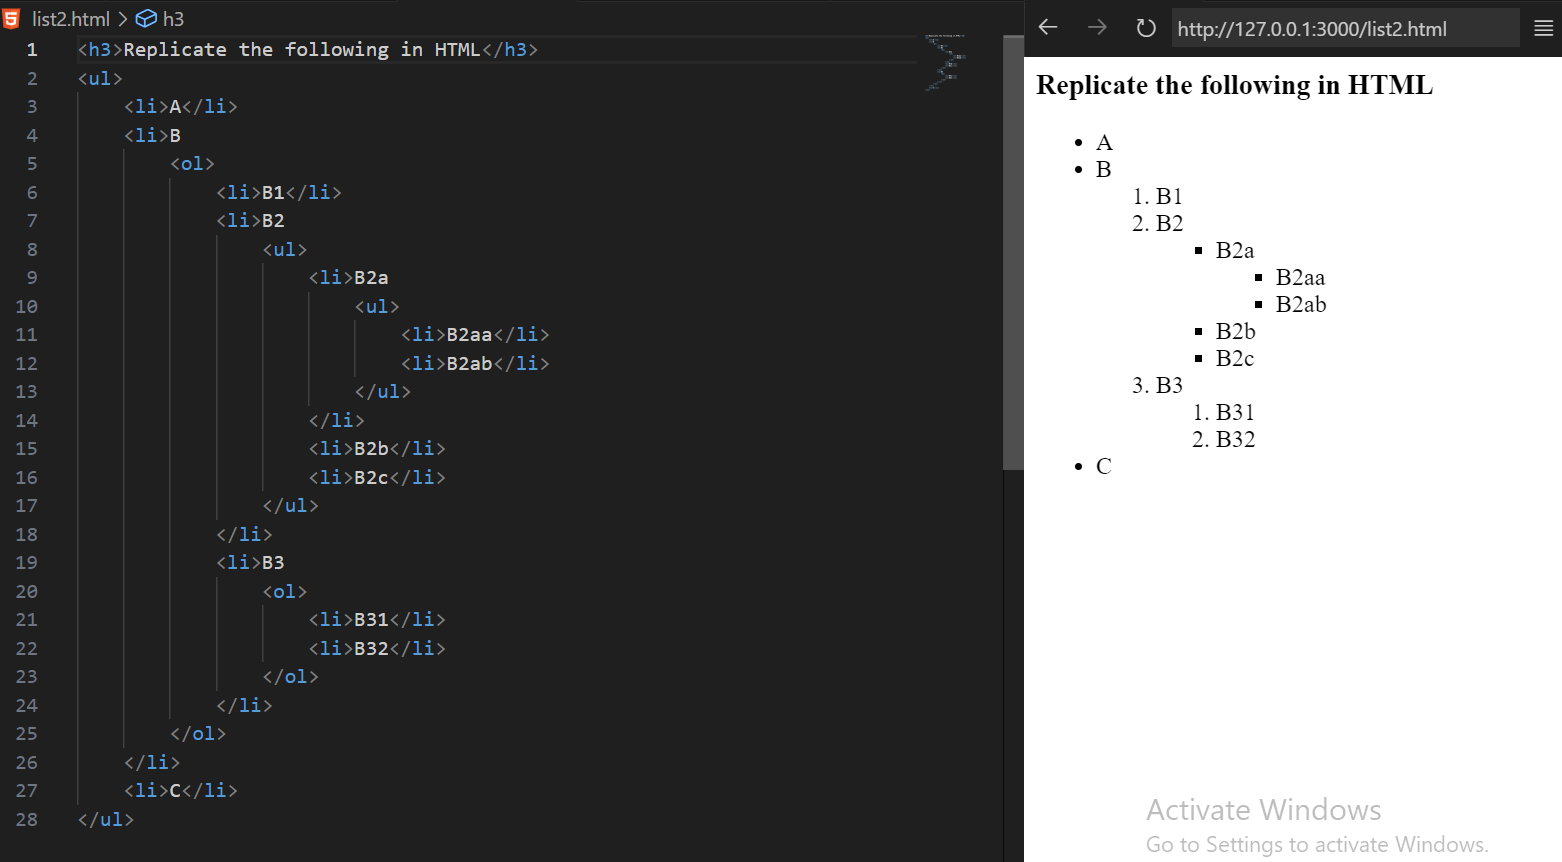 list2.html > h3
1 <h3>Replicate the following in HTML</h3>
2 <ul>
3 <li>A</li>
4 <li>B
5 <ol>
6 <li>B1</li>
7 <li>B2
8 <ul>
9 <li>B2a
10 <ul>
11 <li>B2aa</li>
12 <li>B2ab</li>
13 </ul>
14 </li>
15 <li>B2b</li>
16 <li>B2c</li>
17 </ul>
18 </li>
19 <li>B3
20 <ol>
21 <li>B31</li>
22 <li>B32</li>
23 </ol>
24 </li>
25 </ol>
26 </li>
27 <li>C</li>
28 </ul>
http://127.0.0.1:3000/list2.html
Replicate the following in HTML
• A
• B
1. B1
2. B2
▪ B2a
▪ B2aa
▪ B2ab
▪ B2b
▪ B2c
3. B3
1. B31
2. B32
• C
Activate Windows
Go to Settings to activate Windows.